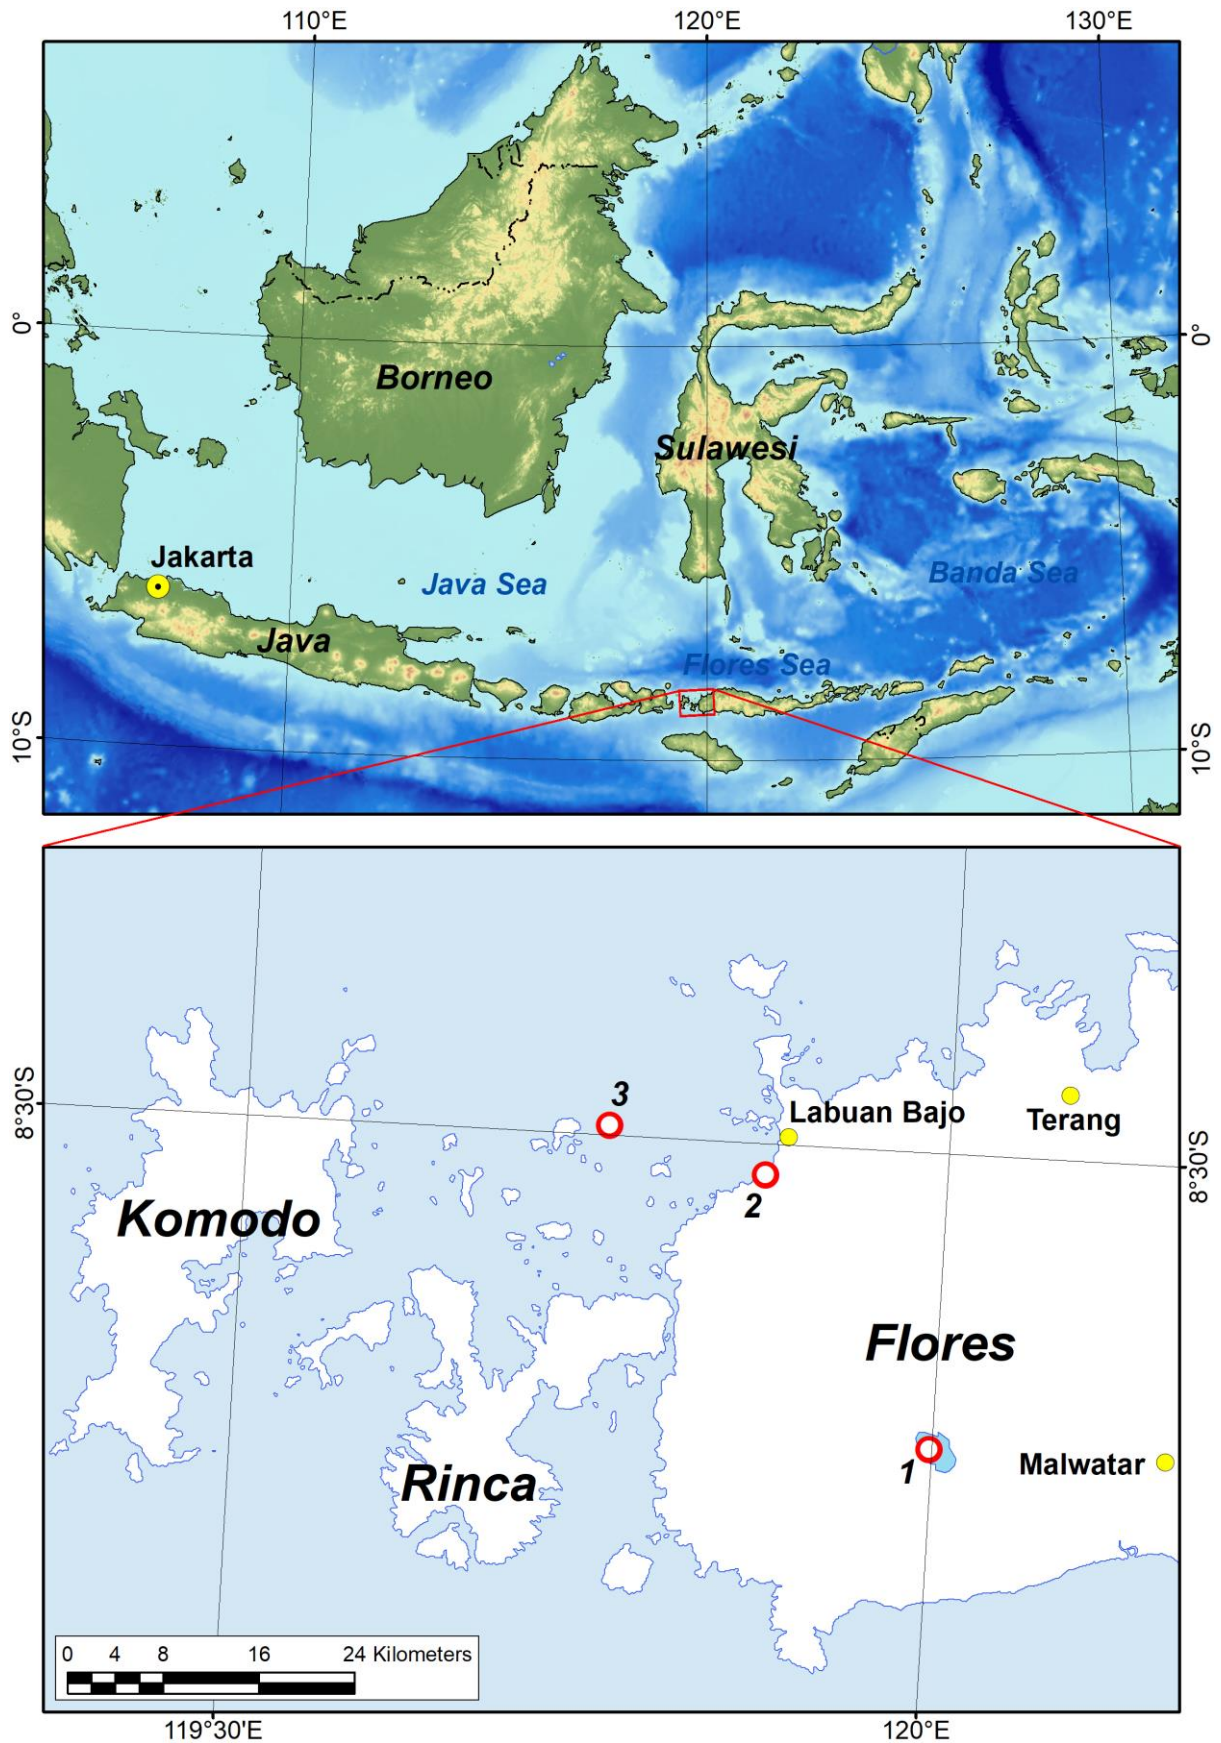 110°E 120°E 130°E
0° 0°
Borneo
Sulawesi
Jakarta
Java Sea Banda Sea
Java
Flores Sea
10°S 10°S
3
Labuan Bajo
Terang
8°30'S 8°30'S
2
Komodo
Flores
1 Malwatar
Rinca
0 4 8 16 24 Kilometers
119°30'E 120°E